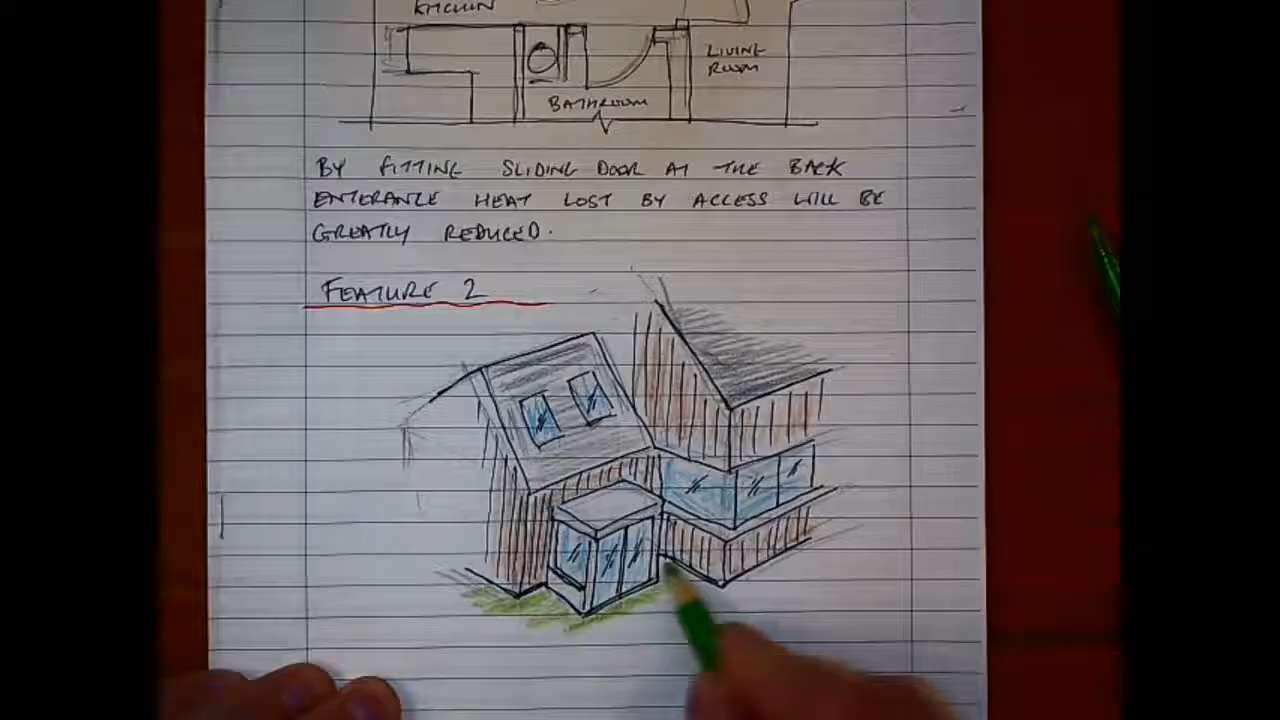 KITCHEN
LIVING
ROOM
BATHROOM
BY FITTING SLIDING DOOR AT THE BACK
ENTERANCE HEAT LOST BY ACCESS WILL BE
GREATLY REDUCED.
FEATURE 2